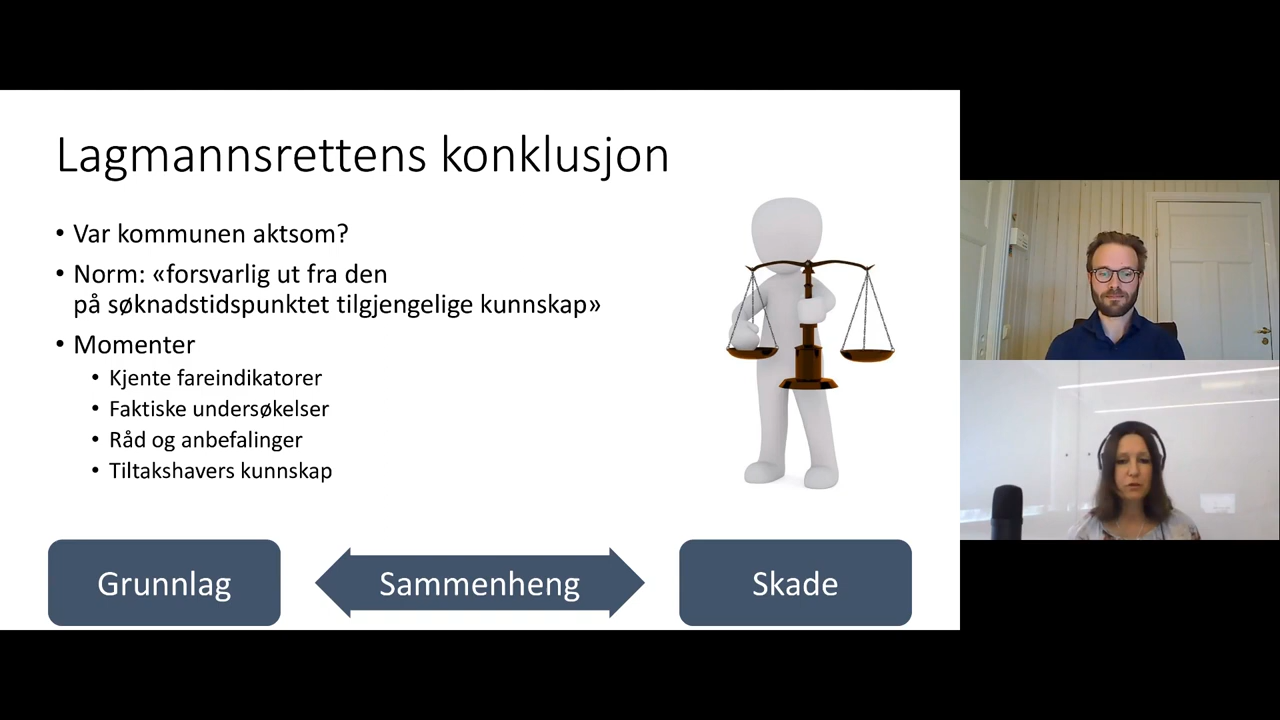 Lagmannsrettens konklusjon
• Var kommunen aktsom?
• Norm: «forsvarlig ut fra den
på søknadstidspunktet tilgjengelige kunnskap»
• Momenter
• Kjente fareindikatorer
• Faktiske undersøkelser
• Råd og anbefalinger
• Tiltakshavers kunnskap
Grunnlag
Sammenheng
Skade